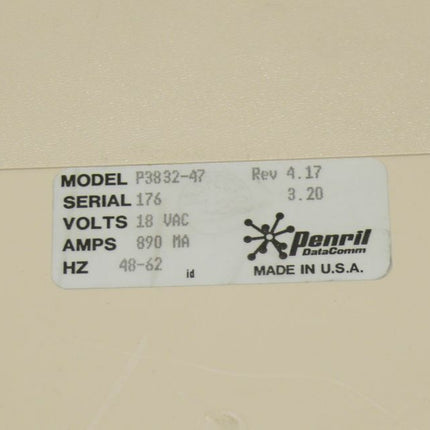 MODEL P3832-47 Rev 4.17
SERIAL 176 3.20
VOLTS 18 VAC
AMPS 890 MA
HZ 48-62 id
Penril
DataComm
MADE IN U.S.A.